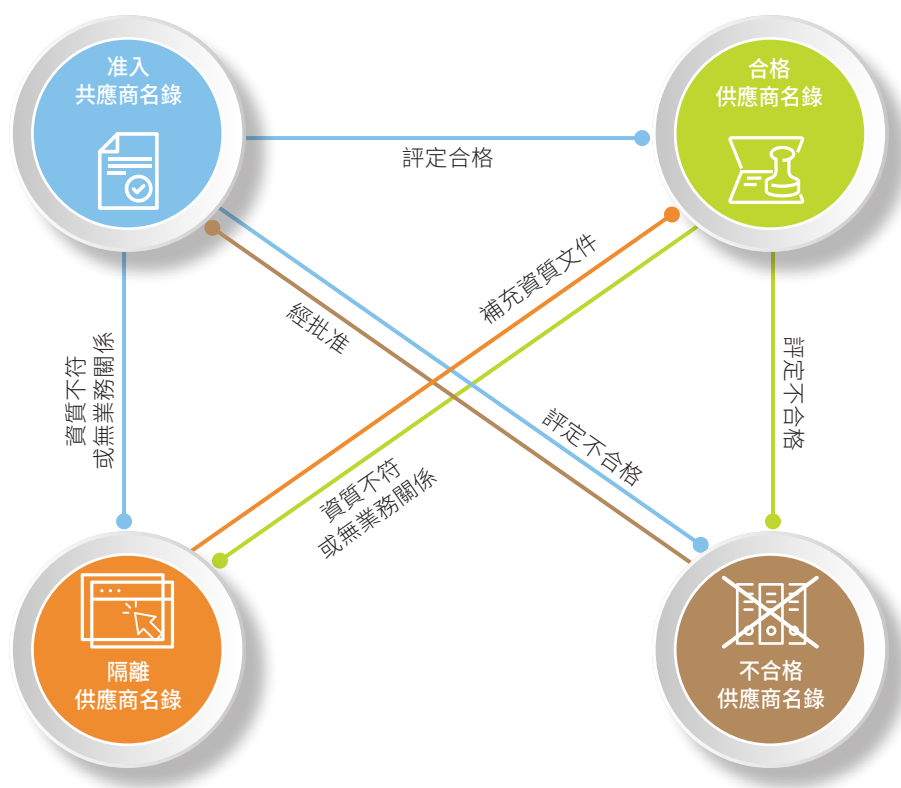 准入
共應商名錄
合格
供應商名錄
評定合格
補充資質文件
經批准
資質不符
或無業務關係
評定不合格
評定不合格
資質不符
或無業務關係
隔離
供應商名錄
不合格
供應商名錄